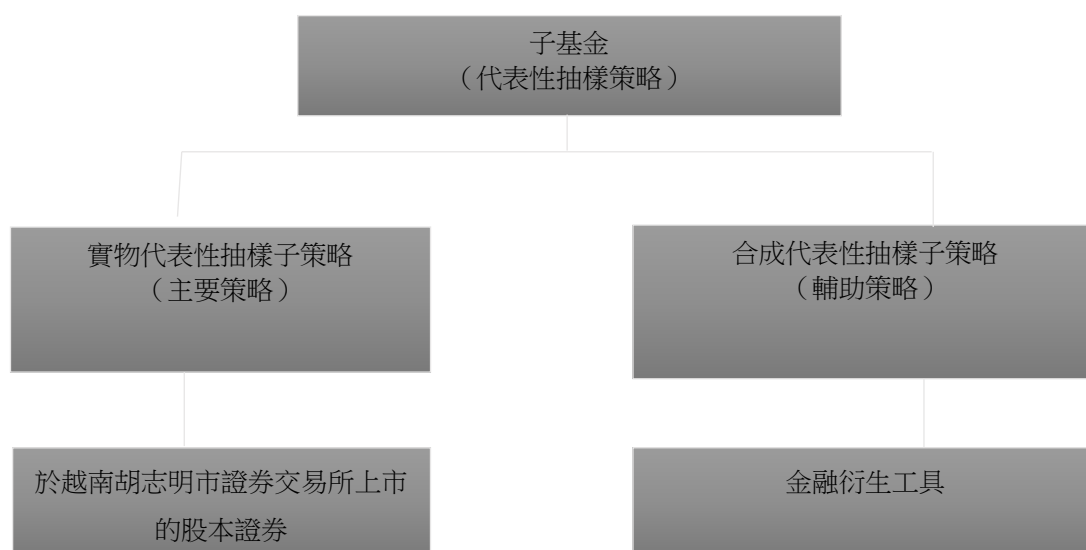 子基金
（代表性抽樣策略）
實物代表性抽樣子策略
（主要策略）
合成代表性抽樣子策略
（輔助策略）
於越南胡志明市證券交易所上市
的股本證券
金融衍生工具